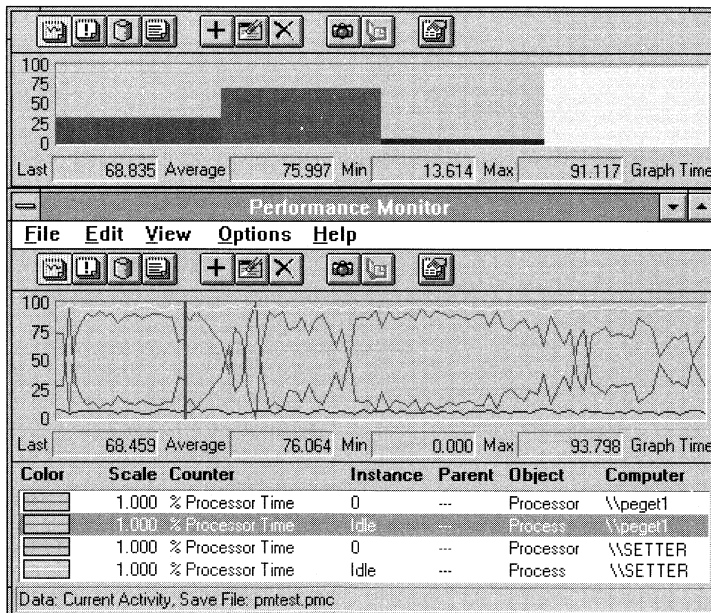 100
75
50
25
0
Last 68.835 Average 75.997 Min 13.614 Max 91.117 Graph Time
Performance Monitor
File Edit View Options Help
100
75
50
25
0
Last 68.459 Average 76.064 Min 0.000 Max 93.798 Graph Time
Color Scale Counter Instance Parent Object Computer
1.000 % Processor Time 0 --- Processor \\peget1
1.000 % Processor Time Idle --- Process \\peget1
1.000 % Processor Time 0 --- Processor \\SETTER
1.000 % Processor Time Idle --- Process \\SETTER
Data: Current Activity, Save File: pmtest.pmc